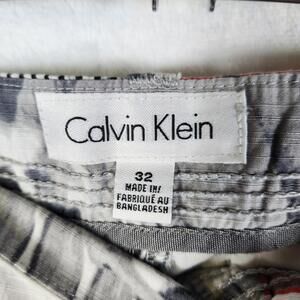 Calvin Klein
32
MADE IN/
FABRIQUÉ AU
BANGLADESH